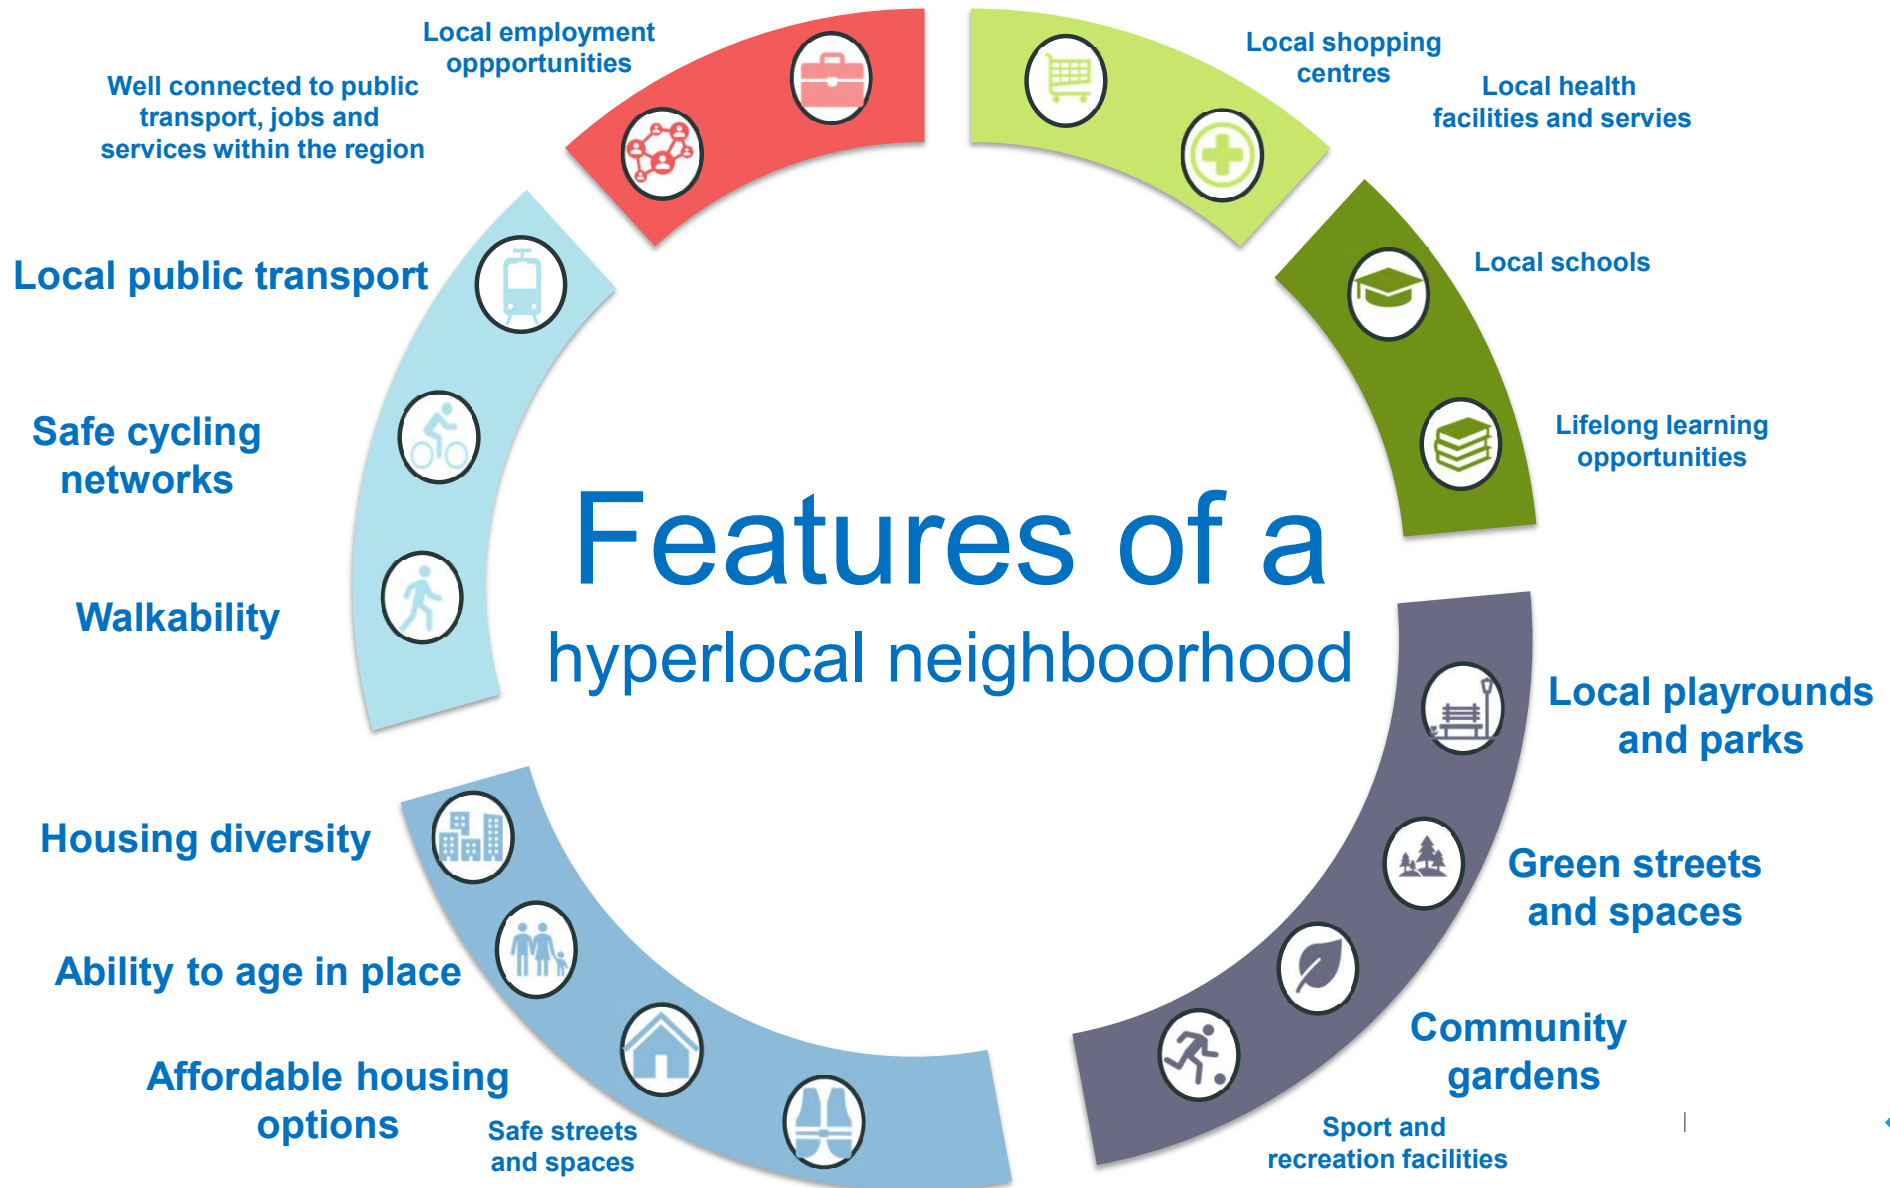 Local employment
oppportunities
Well connected to public
transport, jobs and
services within the region
Local public transport
Safe cycling
networks
Walkability
Housing diversity
Ability to age in place
Affordable housing
options
Safe streets
and spaces
Features of a
hyperlocal neighboorhood
Local shopping
centres
Local health
facilities and servies
Local schools
Lifelong learning
opportunities
Local playrounds
and parks
Green streets
and spaces
Community
gardens
Sport and
recreation facilities